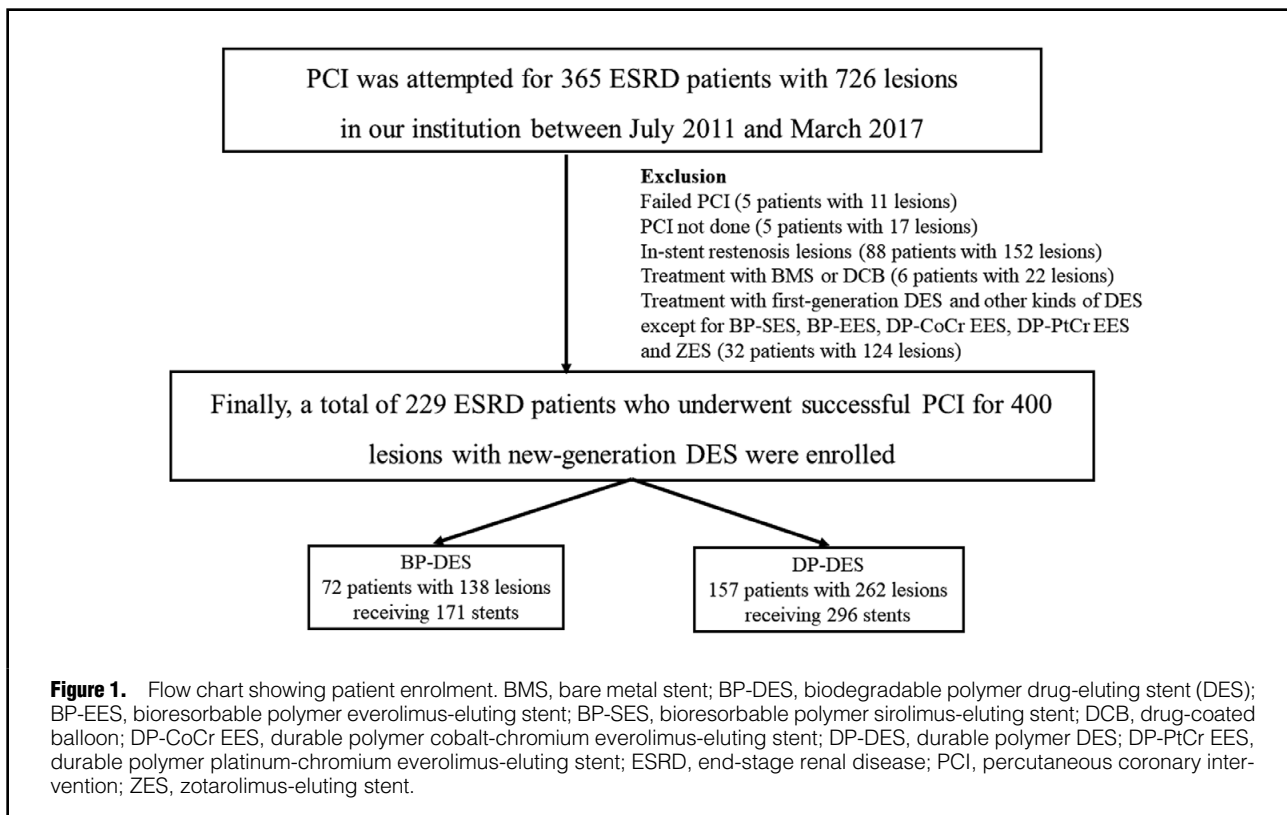 PCI was attempted for 365 ESRD patients with 726 lesions
in our institution between July 2011 and March 2017
Exclusion
Failed PCI (5 patients with 11 lesions)
PCI not done (5 patients with 17 lesions)
In-stent restenosis lesions (88 patients with 152 lesions)
Treatment with BMS or DCB (6 patients with 22 lesions)
Treatment with first-generation DES and other kinds of DES
except for BP-SES, BP-EES, DP-CoCr EES, DP-PtCr EES
and ZES (32 patients with 124 lesions)
Finally, a total of 229 ESRD patients who underwent successful PCI for 400
lesions with new-generation DES were enrolled
BP-DES
72 patients with 138 lesions
receiving 171 stents
DP-DES
157 patients with 262 lesions
receiving 296 stents
Figure 1. Flow chart showing patient enrolment. BMS, bare metal stent; BP-DES, biodegradable polymer drug-eluting stent (DES);
BP-EES, bioresorbable polymer everolimus-eluting stent; BP-SES, bioresorbable polymer sirolimus-eluting stent; DCB, drug-coated
balloon; DP-CoCr EES, durable polymer cobalt-chromium everolimus-eluting stent; DP-DES, durable polymer DES; DP-PtCr EES,
durable polymer platinum-chromium everolimus-eluting stent; ESRD, end-stage renal disease; PCI, percutaneous coronary inter-
vention; ZES, zotarolimus-eluting stent.